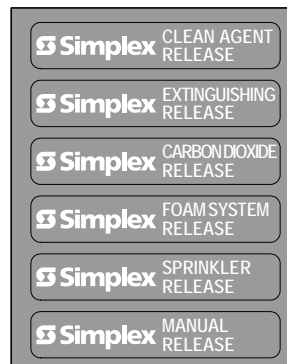 Simplex CLEAN AGENT
RELEASE
Simplex EXTINGUISHING
RELEASE
Simplex CARBON DIOXIDE
RELEASE
Simplex FOAM SYSTEM
RELEASE
Simplex SPRINKLER
RELEASE
Simplex MANUAL
RELEASE